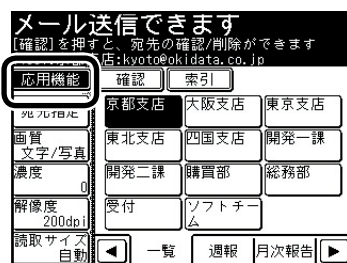 メール送信できます
[確認]を押すと、宛先の確認/削除ができます
店:kyoto@okidata.co.jp
応用機能 確認 索引
宛先指定 京都支店 大阪支店 東京支店
画質 文字/写真 東北支店 四国支店 開発一課
濃度 0 開発二課 購買部 総務部
解像度 200dpi 受付 ソフトチーム
読取サイズ 自動 ◀ 一覧 週報 月次報告 ▶